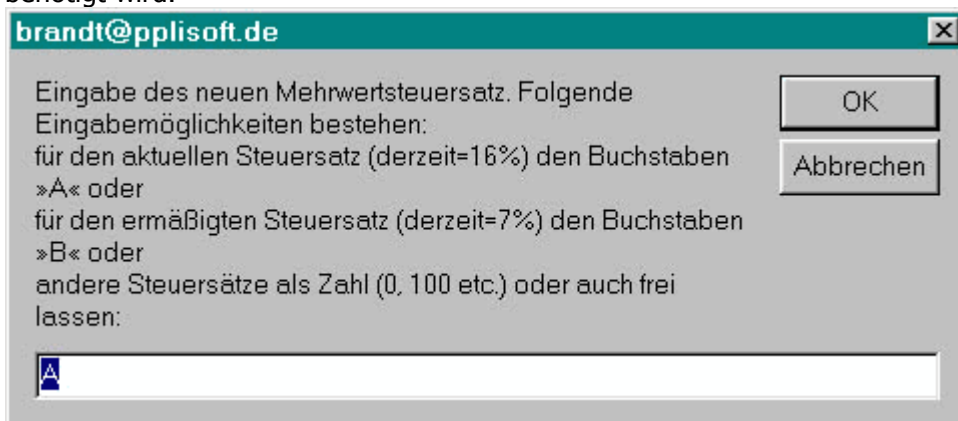 benötigt wird.
brandt@pplisoft.de
Eingabe des neuen Mehrwertsteuersatz. Folgende
Eingabemöglichkeiten bestehen:
für den aktuellen Steuersatz (derzeit=16%) den Buchstaben
»A« oder
für den ermäßigten Steuersatz (derzeit=7%) den Buchstaben
»B« oder
andere Steuersätze als Zahl (0, 100 etc.) oder auch frei
lassen:
OK
Abbrechen
A